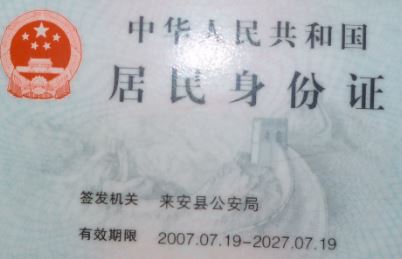 中华人民共和国
居民身份证
签发机关 来安县公安局
有效期限 2007.07.19-2027.07.19